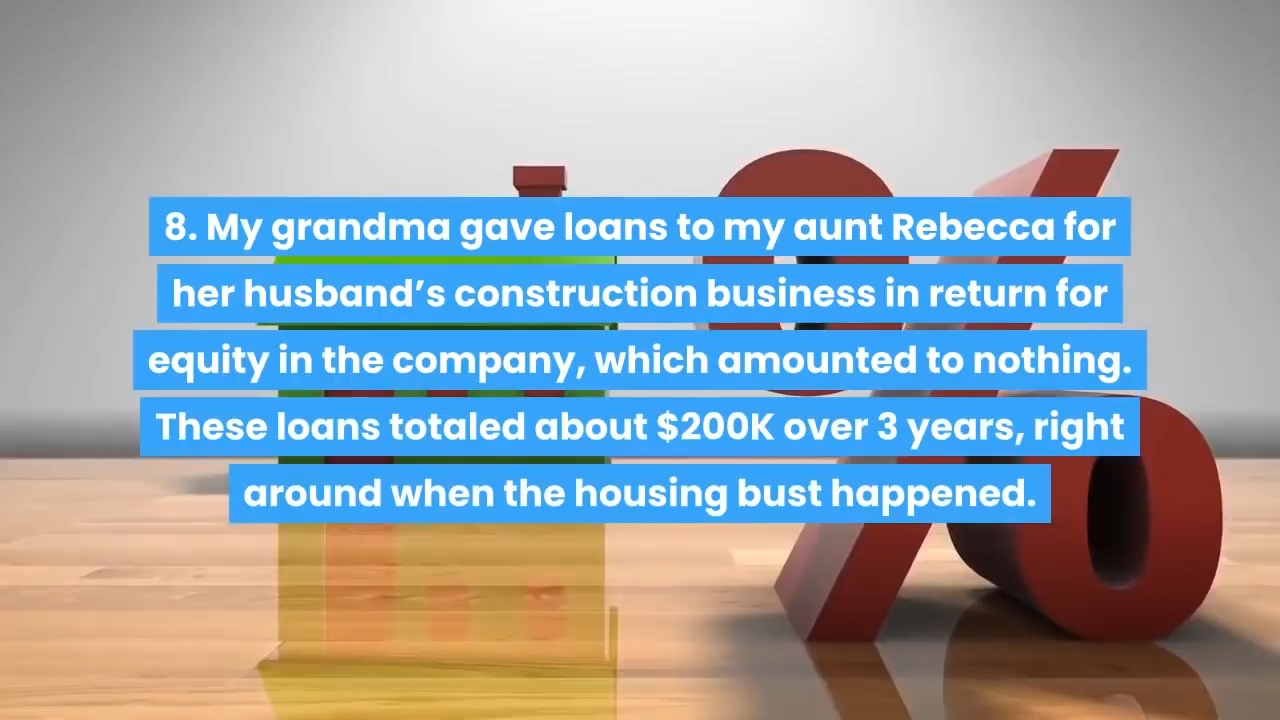 8. My grandma gave loans to my aunt Rebecca for
her husband’s construction business in return for
equity in the company, which amounted to nothing.
These loans totaled about $200K over 3 years, right
around when the housing bust happened.